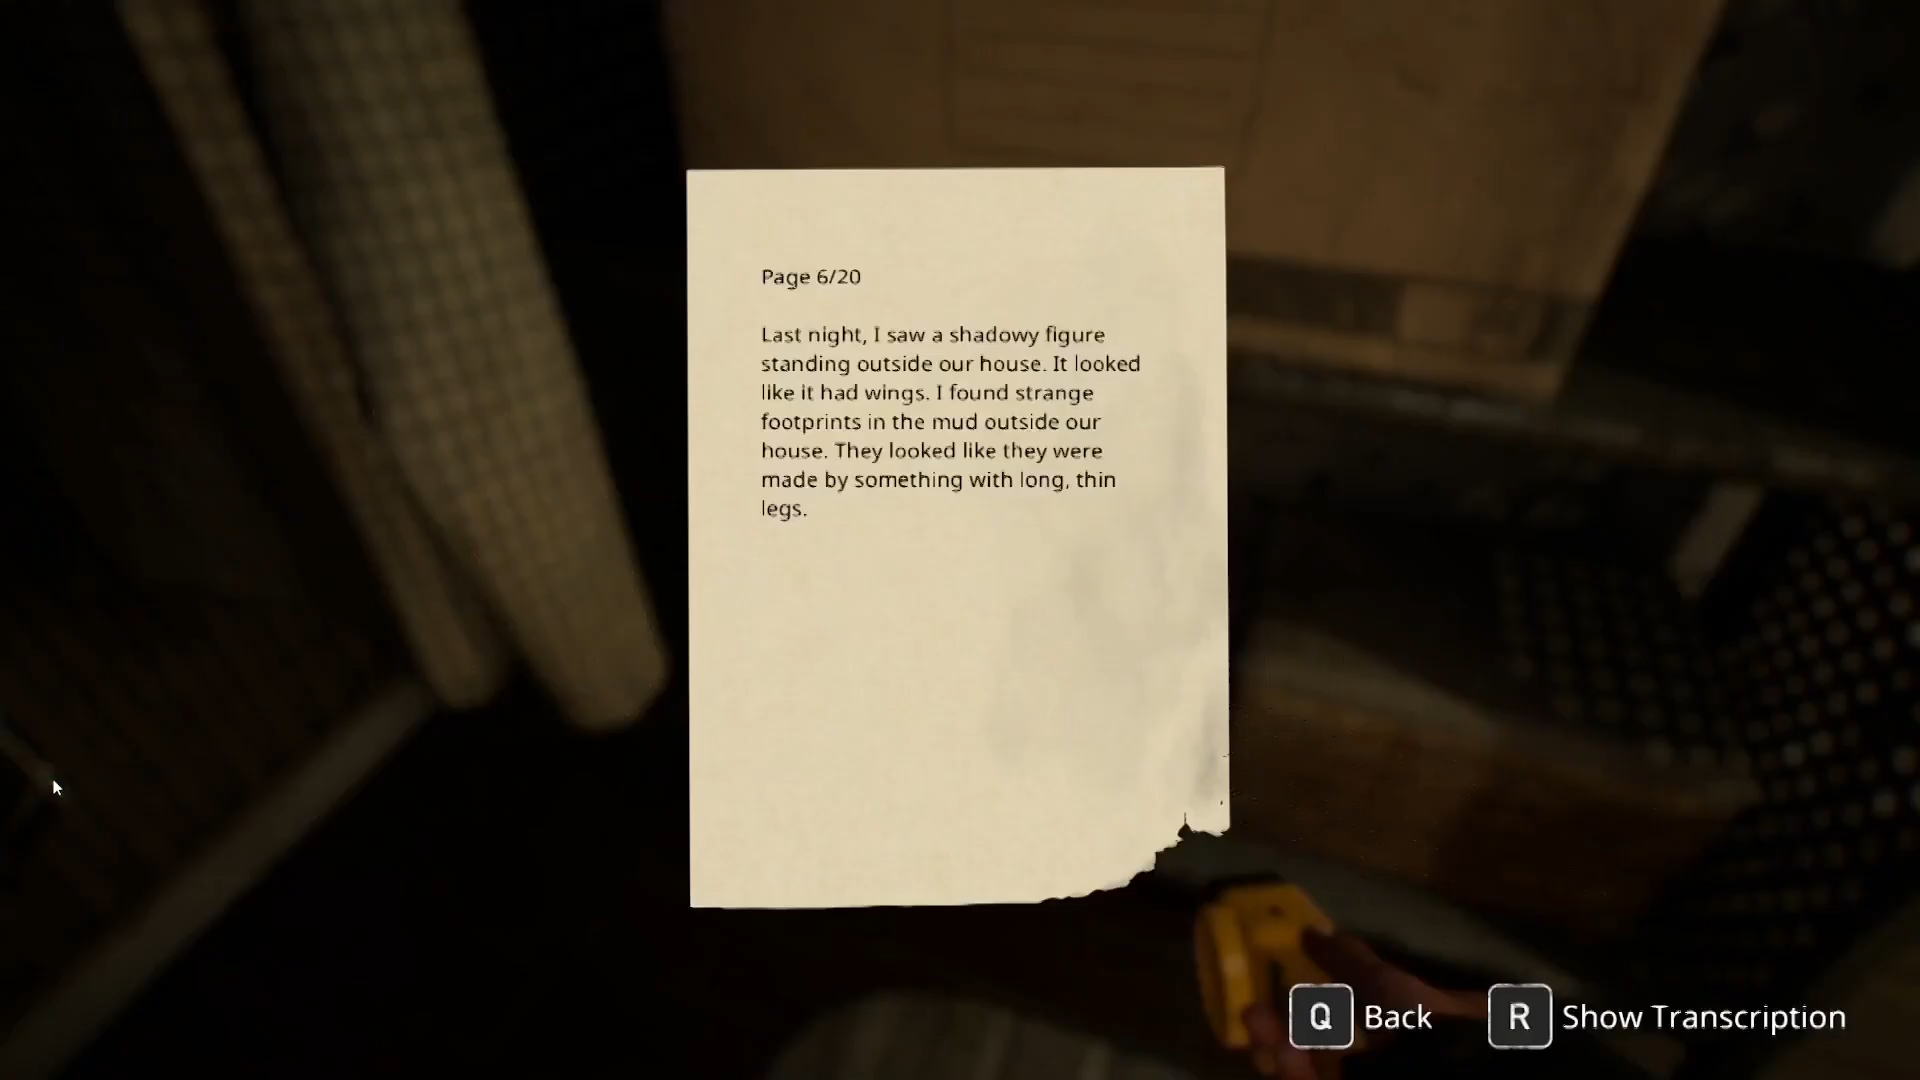 Page 6/20
Last night, I saw a shadowy figure
standing outside our house. It looked
like it had wings. I found strange
footprints in the mud outside our
house. They looked like they were
made by something with long, thin
legs.
Q Back R Show Transcription